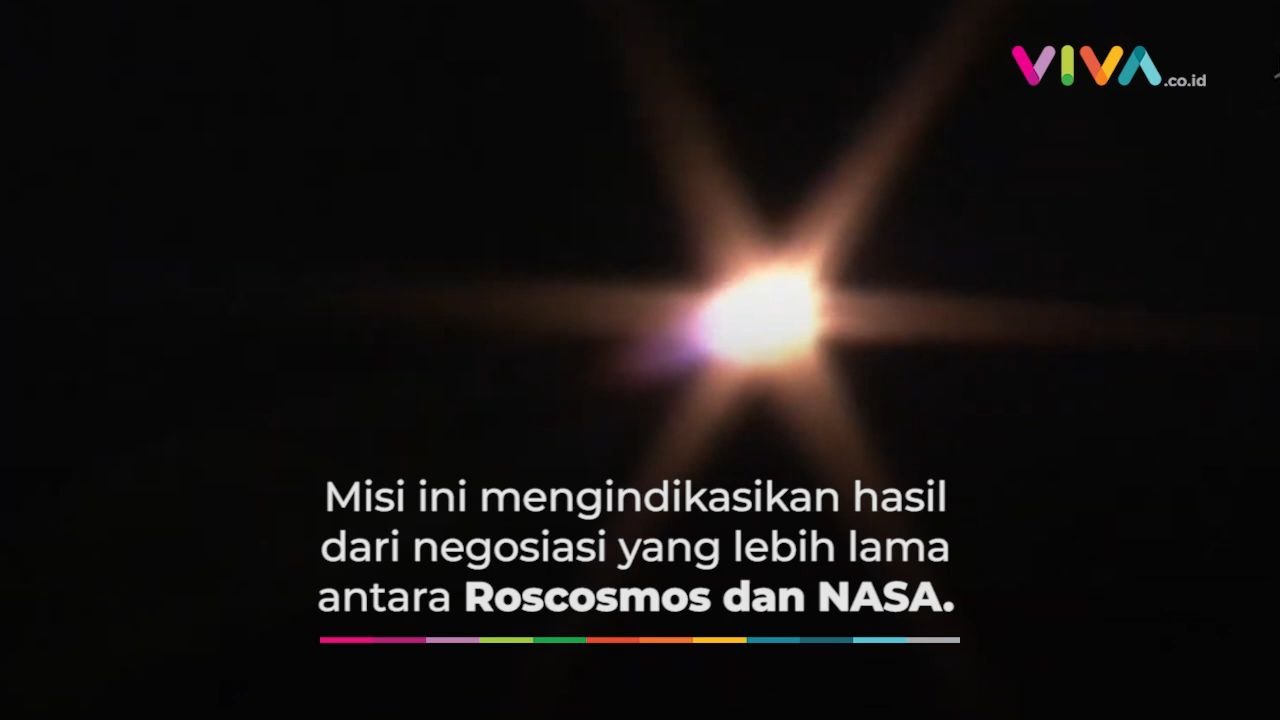 VIVA.co.id
Misi ini mengindikasikan hasil
dari negosiasi yang lebih lama
antara Roscosmos dan NASA.